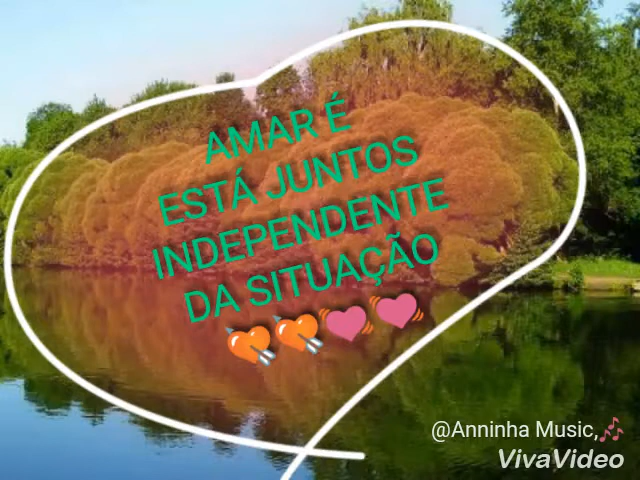 AMAR É
ESTÁ JUNTOS
INDEPENDENTE
DA SITUAÇÃO
💘💘💓💓
@Anninha Music,🎶
VivaVideo